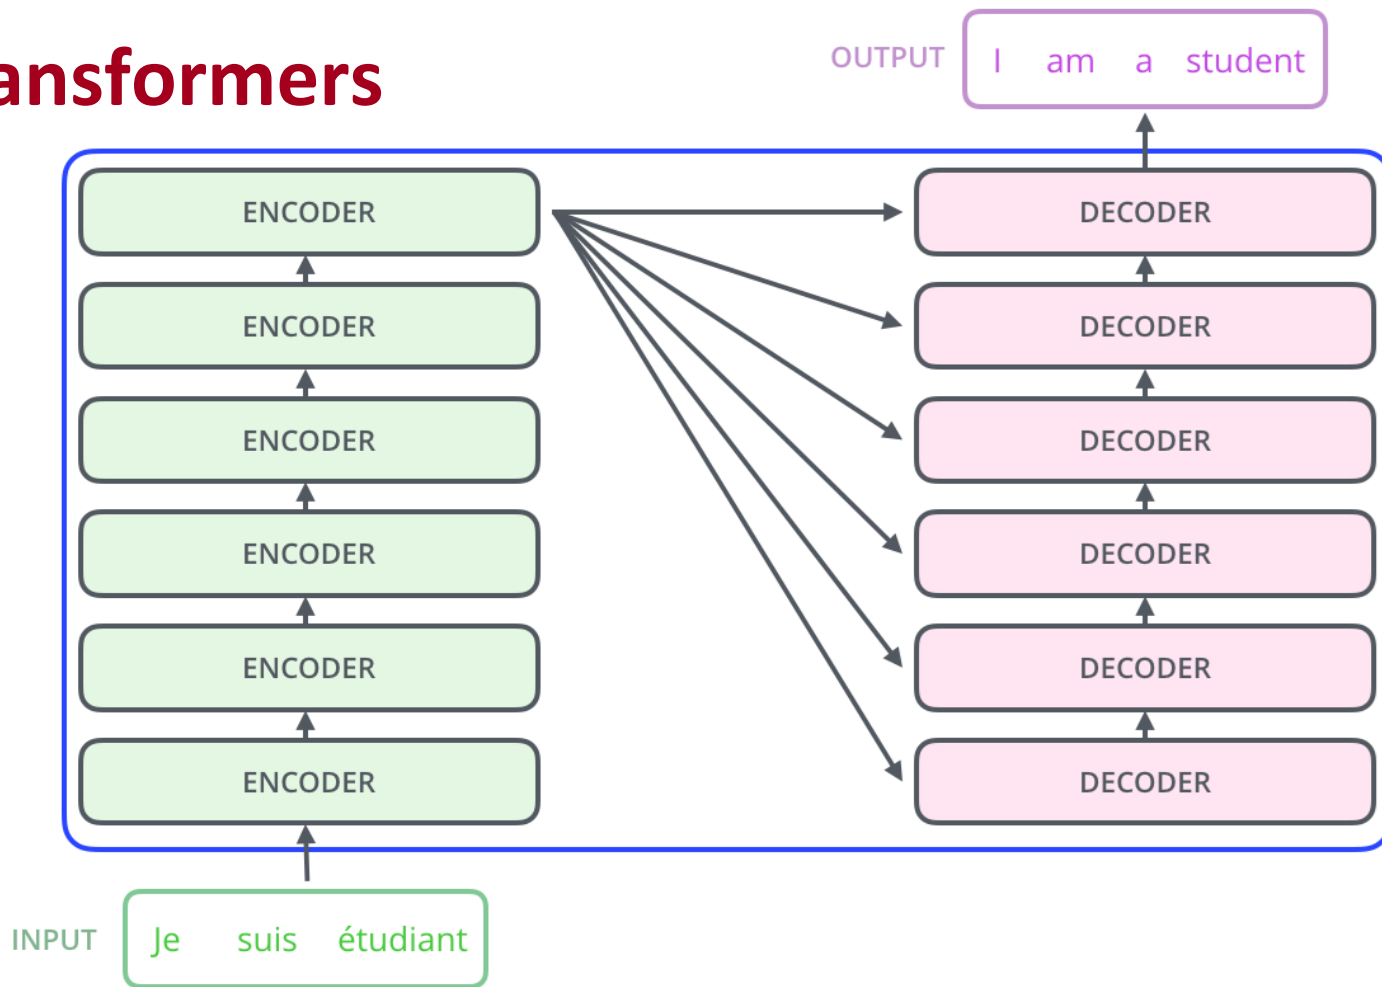 ansformers
OUTPUT I am a student
ENCODER DECODER
ENCODER DECODER
ENCODER DECODER
ENCODER DECODER
ENCODER DECODER
ENCODER DECODER
INPUT Je suis étudiant